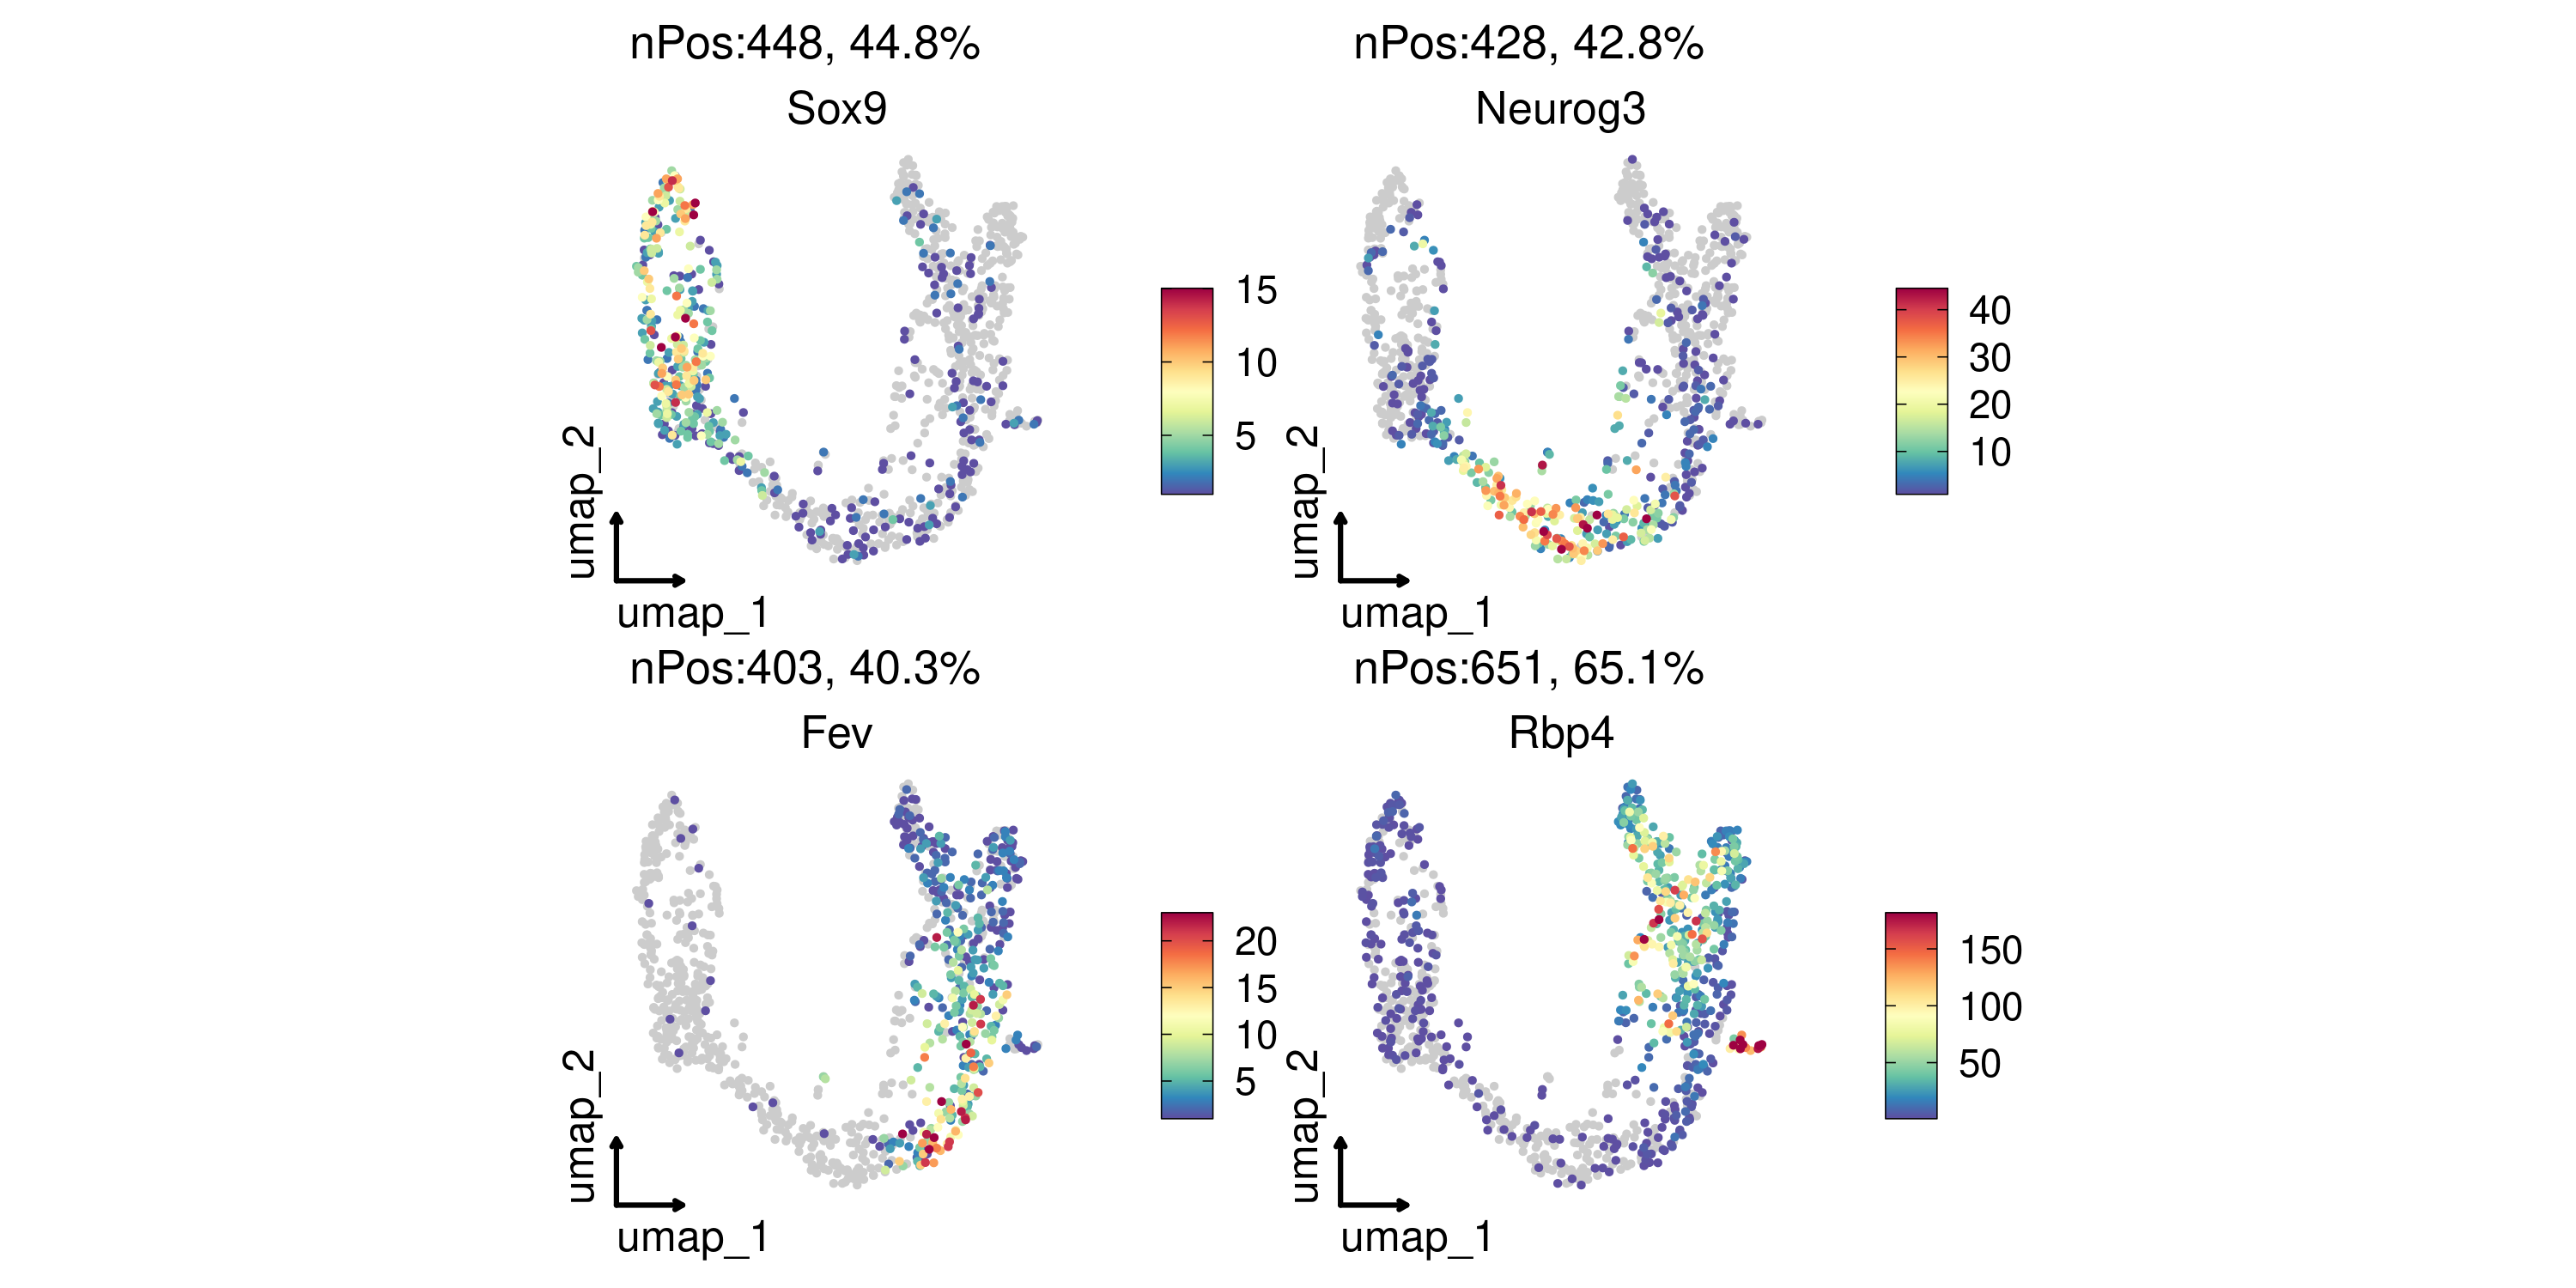 nPos:448, 44.8%
Sox9
15
10
5
umap_2
umap_1
nPos:428, 42.8%
Neurog3
40
30
20
10
umap_2
umap_1
nPos:403, 40.3%
Fev
20
15
10
5
umap_2
umap_1
nPos:651, 65.1%
Rbp4
150
100
50
umap_2
umap_1